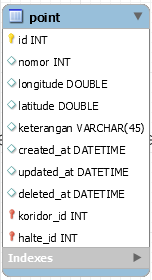 point
id INT
nomor INT
longitude DOUBLE
latitude DOUBLE
keterangan VARCHAR(45)
created_at DATETIME
updated_at DATETIME
deleted_at DATETIME
koridor_id INT
halte_id INT
Indexes